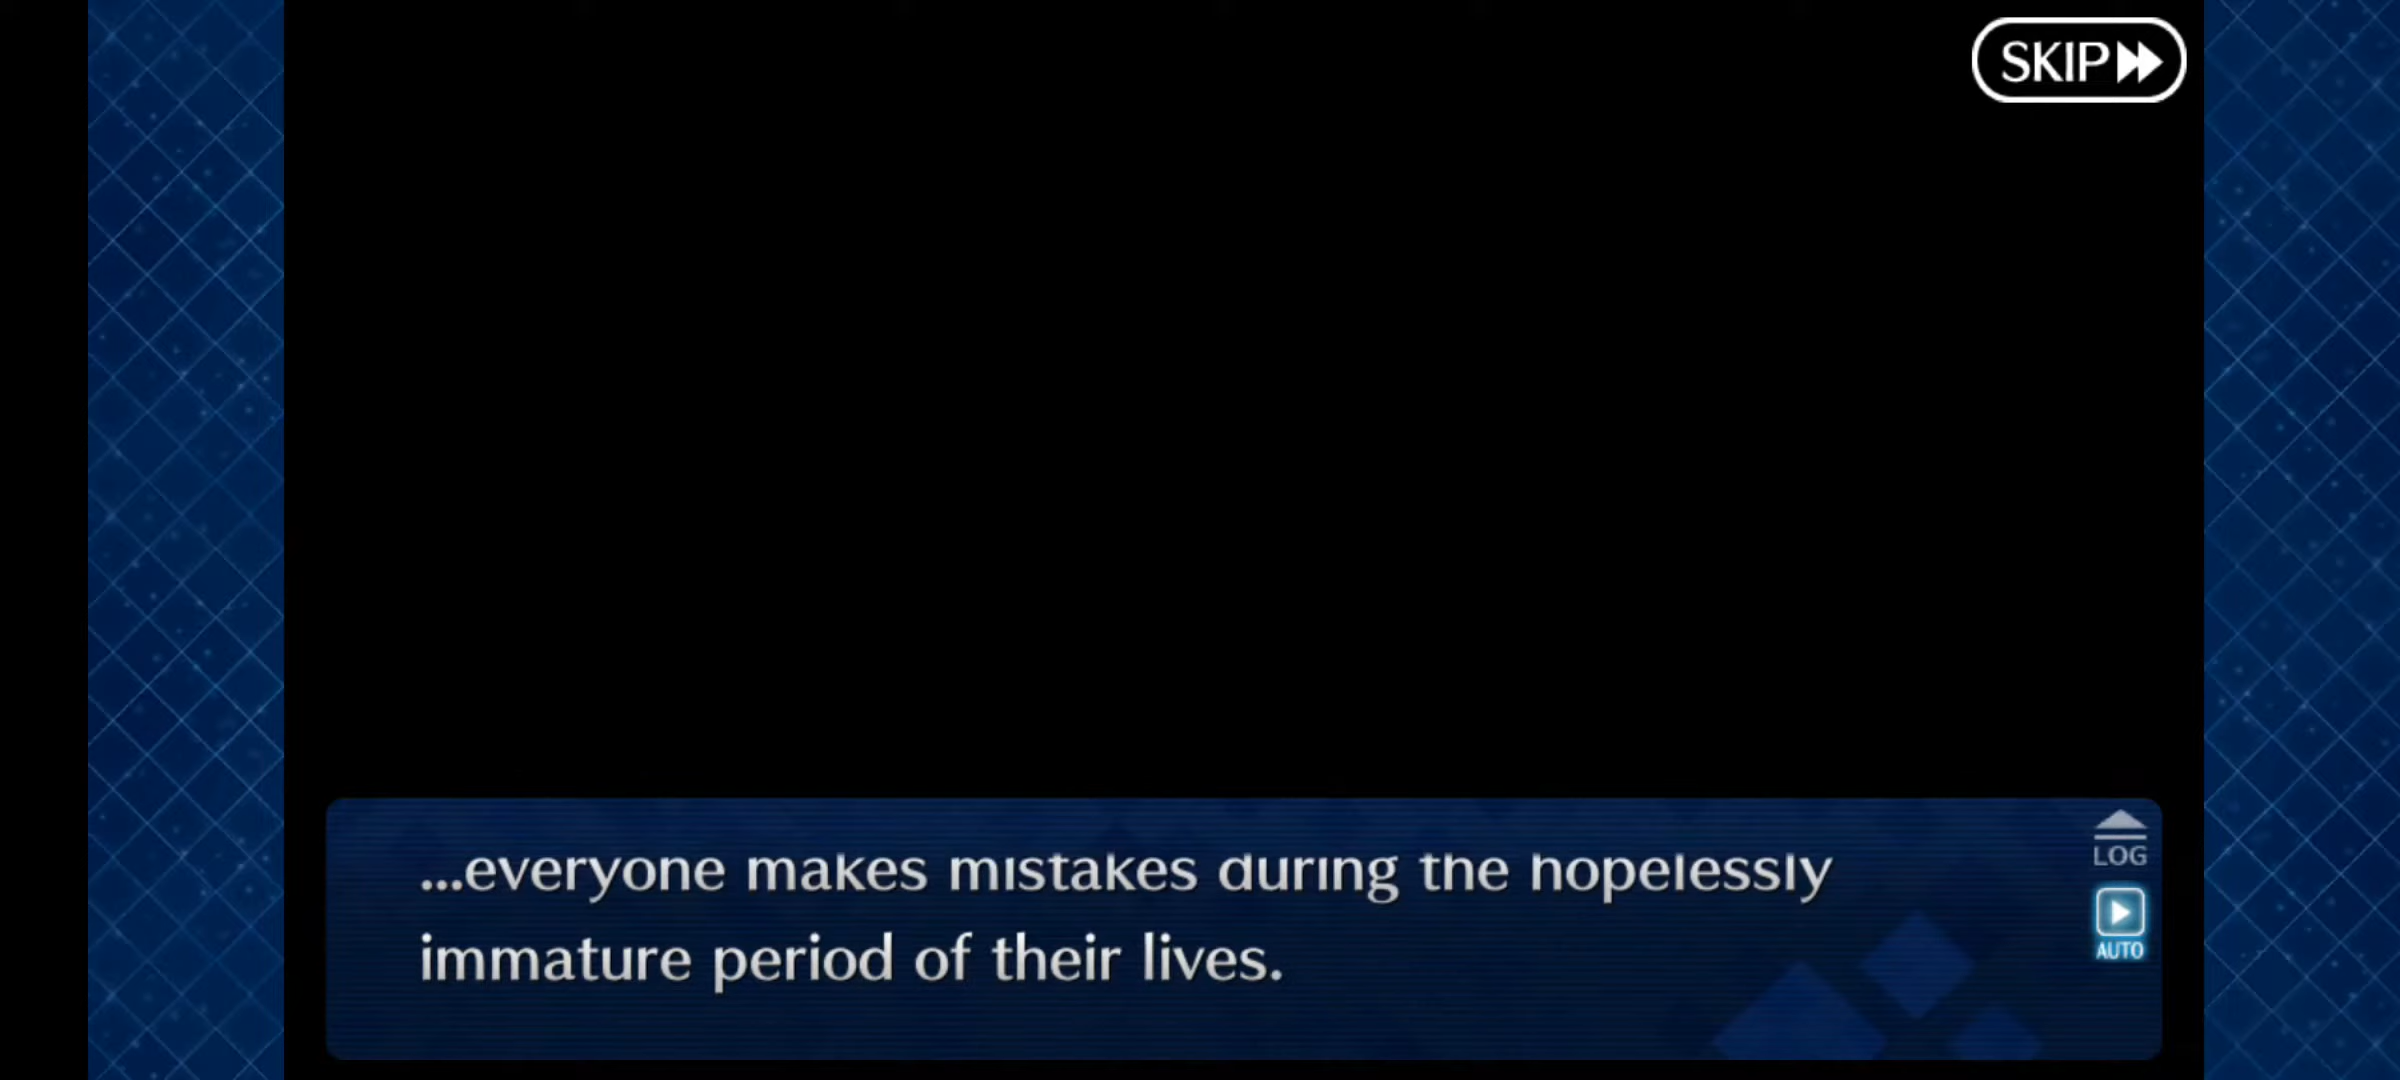 SKIP
...everyone makes mistakes during the hopelessly
immature period of their lives.
LOG
AUTO